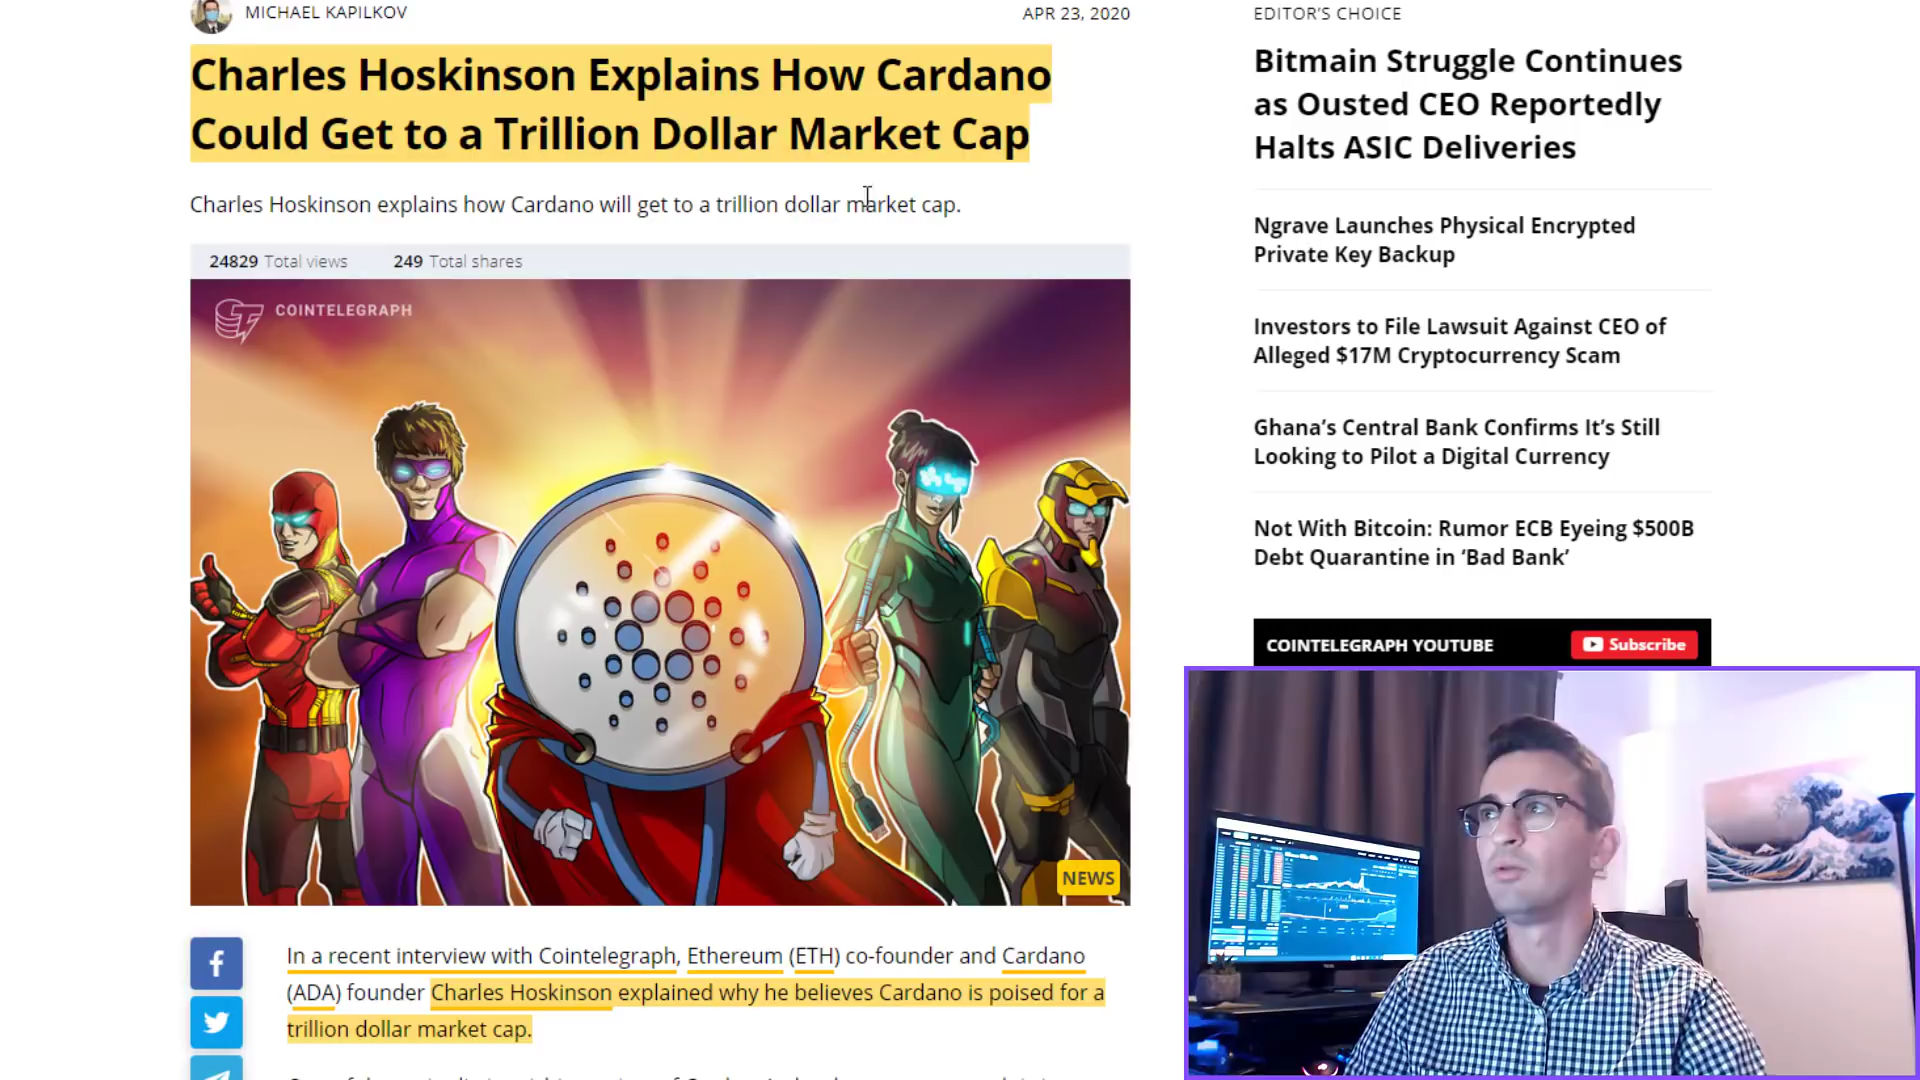 MICHAEL KAPILKOV
APR 23, 2020
Charles Hoskinson Explains How Cardano
Could Get to a Trillion Dollar Market Cap
Charles Hoskinson explains how Cardano will get to a trillion dollar market cap.
24829 Total views 249 Total shares
COINTELEGRAPH
NEWS
In a recent interview with Cointelegraph, Ethereum (ETH) co-founder and Cardano
(ADA) founder Charles Hoskinson explained why he believes Cardano is poised for a
trillion dollar market cap.
EDITOR'S CHOICE
Bitmain Struggle Continues
as Ousted CEO Reportedly
Halts ASIC Deliveries
Ngrave Launches Physical Encrypted
Private Key Backup
Investors to File Lawsuit Against CEO of
Alleged $17M Cryptocurrency Scam
Ghana's Central Bank Confirms It's Still
Looking to Pilot a Digital Currency
Not With Bitcoin: Rumor ECB Eyeing $500B
Debt Quarantine in ‘Bad Bank’
COINTELEGRAPH YOUTUBE
Subscribe